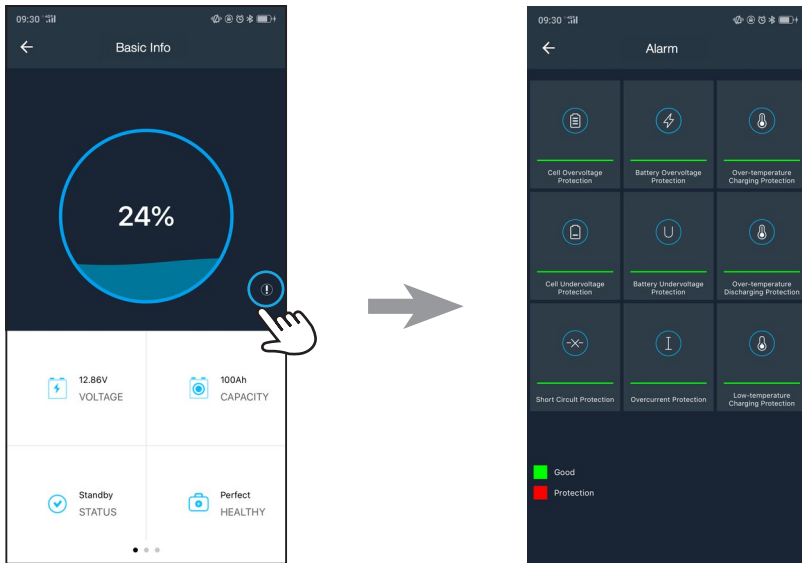 09:30
Basic Info
24%
12.86V
VOLTAGE
100Ah
CAPACITY
Standby
STATUS
Perfect
HEALTHY
09:30
Alarm
Cell Overvoltage
Protection
Battery Overvoltage
Protection
Over-temperature
Charging Protection
Cell Undervoltage
Protection
Battery Undervoltage
Protection
Over-temperature
Discharging Protection
Short Circult Protection
Overcurrent Protection
Low-temperature
Charging Protection
Good
Protection